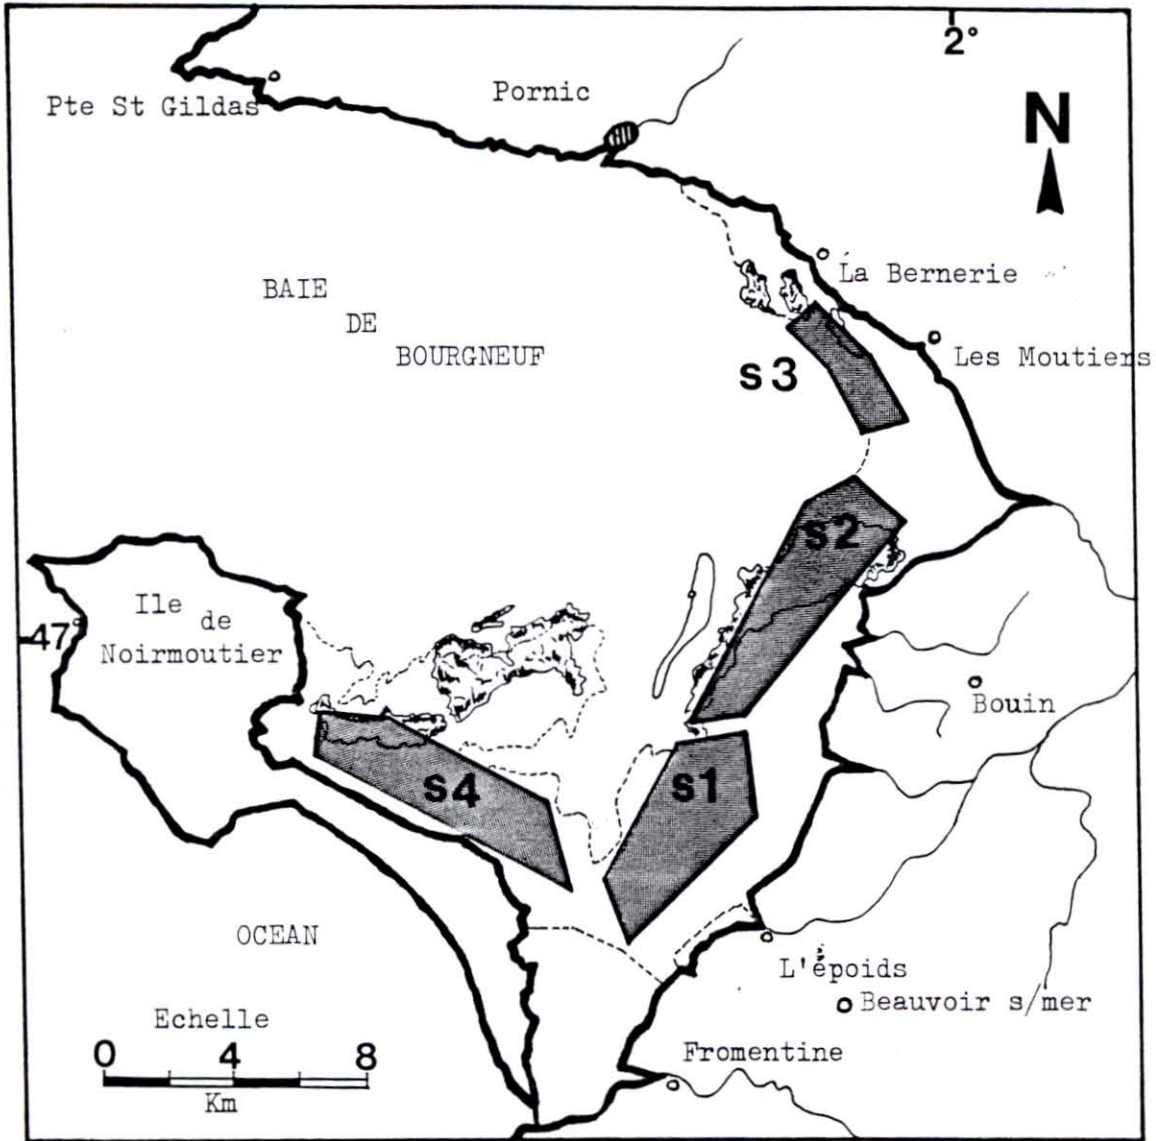 2°
Pornic
Pte St Gildas
N
La Bernerie
BAIE
DE
BOURGNEUF
Les Moutiers
s3
s2
Ile
de
Noirmoutier
47°
Bouin
s4
s1
OCEAN
L'époids
Beauvoir s/mer
Echelle
0 4 8
Km
Fromentine